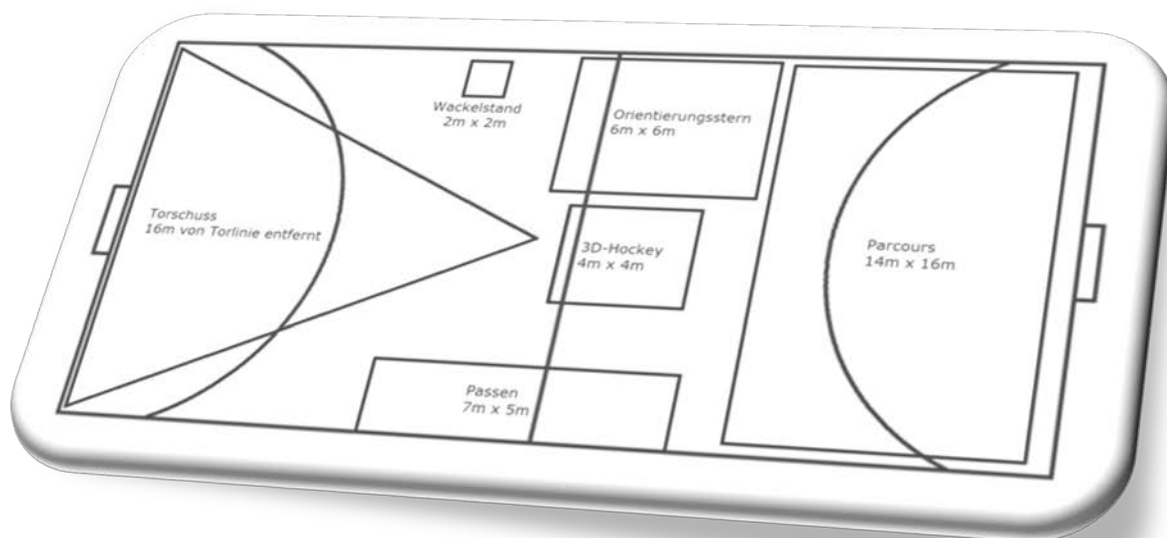 Wackelstand
2m x 2m
Orientierungsstern
6m x 6m
Torschuss
16m von Torlinie entfernt
3D-Hockey
4m x 4m
Parcours
14m x 16m
Passen
7m x 5m